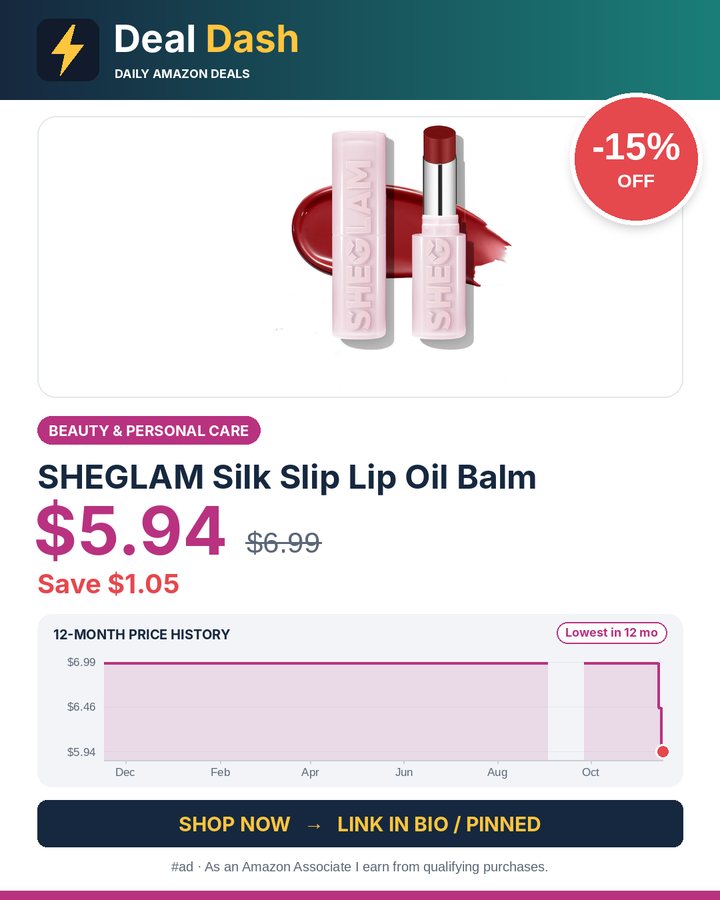 Deal Dash
DAILY AMAZON DEALS
-15%
OFF
SHEGLAM
SHEG
BEAUTY & PERSONAL CARE
SHEGLAM Silk Slip Lip Oil Balm
$5.94 $6.99
Save $1.05
12-MONTH PRICE HISTORY
Lowest in 12 mo
$6.99
$6.46
$5.94
Dec Feb Apr Jun Aug Oct
SHOP NOW → LINK IN BIO / PINNED
#ad · As an Amazon Associate I earn from qualifying purchases.